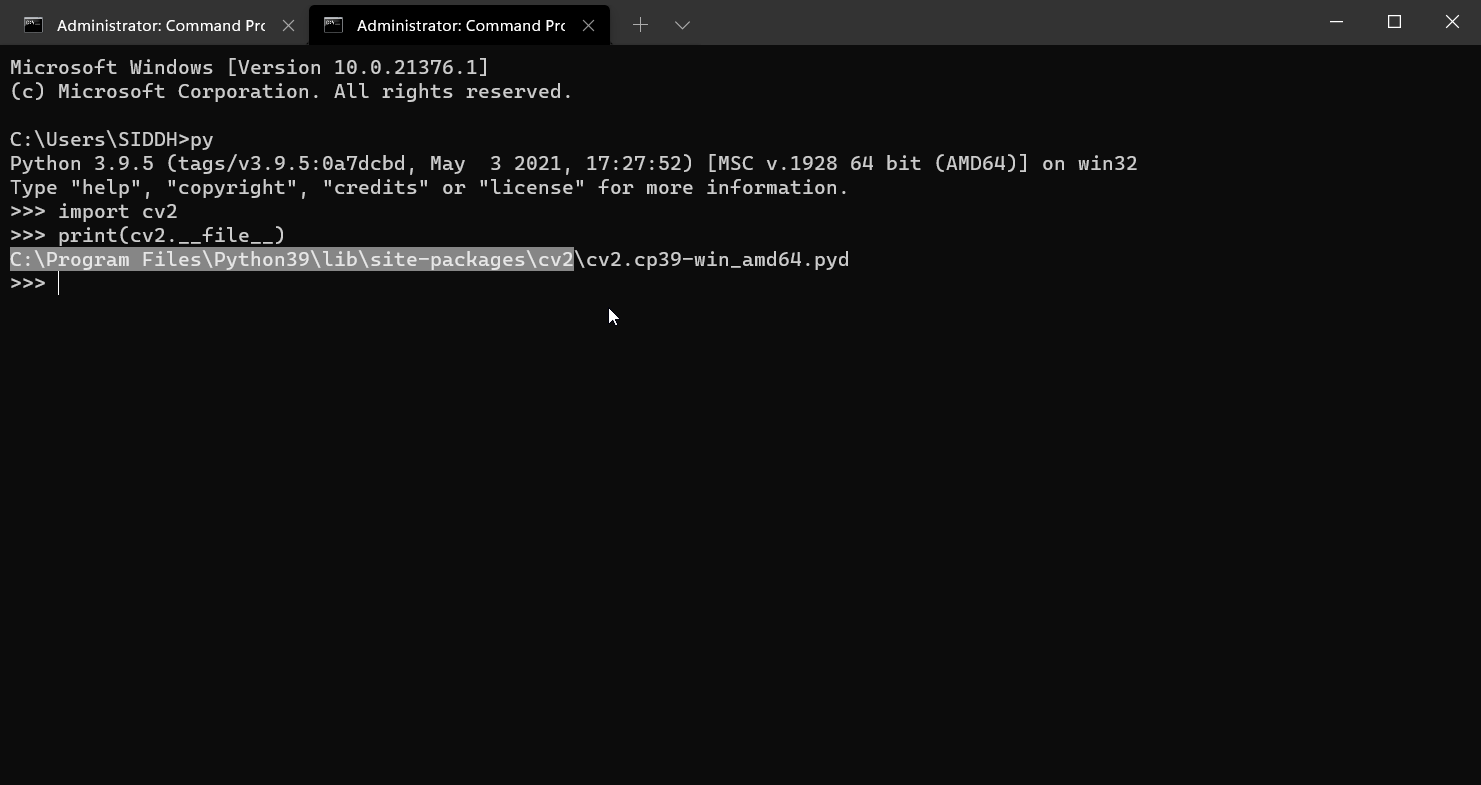 Administrator: Command Pro
Administrator: Command Pro
Microsoft Windows [Version 10.0.21376.1]
(c) Microsoft Corporation. All rights reserved.
C:\Users\SIDDH>py
Python 3.9.5 (tags/v3.9.5:0a7dcbd, May  3 2021, 17:27:52) [MSC v.1928 64 bit (AMD64)] on win32
Type "help", "copyright", "credits" or "license" for more information.
>>> import cv2
>>> print(cv2.__file__)
C:\Program Files\Python39\lib\site-packages\cv2\cv2.cp39-win_amd64.pyd
>>>